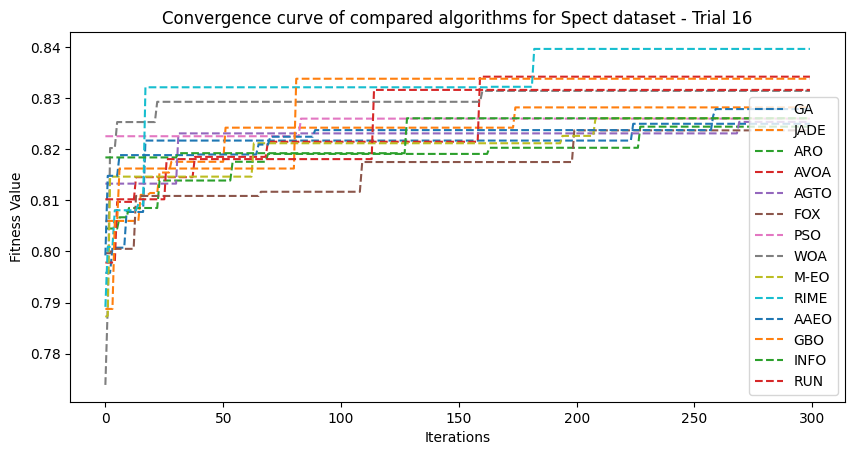 Convergence curve of compared algorithms for Spect dataset - Trial 16
Fitness Value
0.84
0.83
0.82
0.81
0.80
0.79
0.78
0
50
100
150
200
250
300
Iterations
GA
JADE
ARO
AVOA
AGTO
FOX
PSO
WOA
M-EO
RIME
AAEO
GBO
INFO
RUN